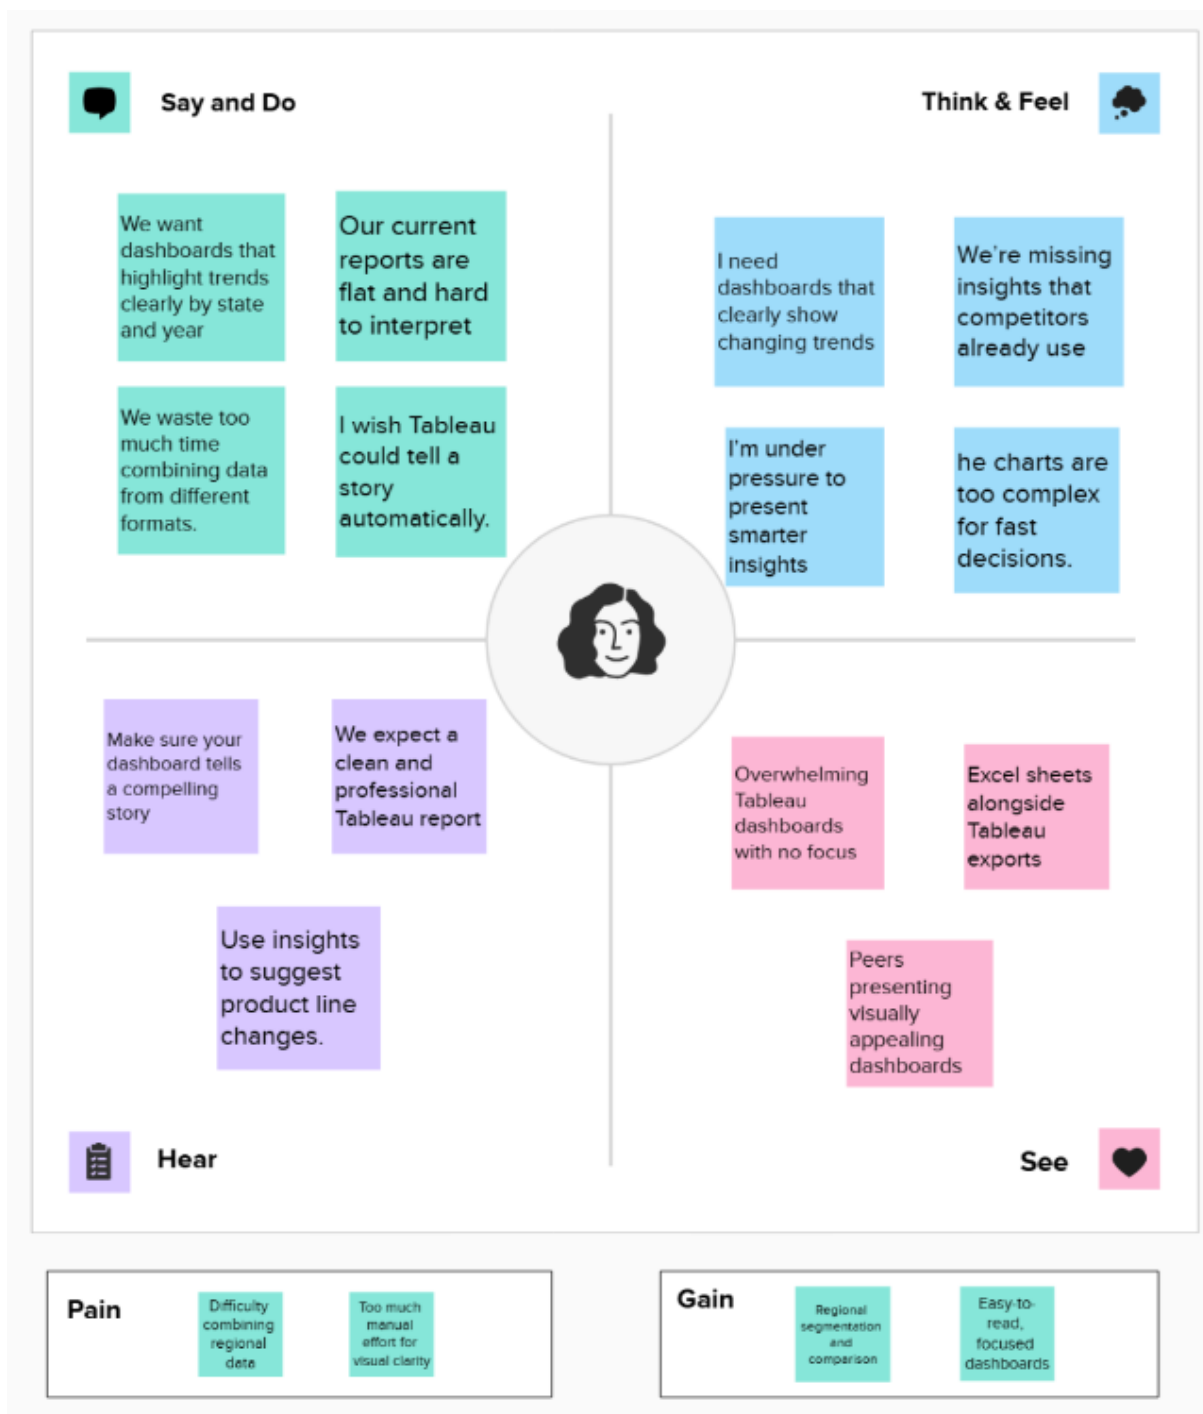 Say and Do
We want
dashboards that
highlight trends
clearly by state
and year
Our current
reports are
flat and hard
to interpret
We waste too
much time
combining data
from different
formats.
I wish Tableau
could tell a
story
automatically.
Think & Feel
I need
dashboards that
clearly show
changing trends
We're missing
insights that
competitors
already use
I'm under
pressure to
present
smarter
insights
he charts are
too complex
for fast
decisions.
Make sure your
dashboard tells
a compelling
story
We expect a
clean and
professional
Tableau report
Use insights
to suggest
product line
changes.
Hear
Overwhelming
Tableau
dashboards
with no focus
Excel sheets
alongside
Tableau
exports
Peers
presenting
visually
appealing
dashboards
See
Pain
Difficulty
combining
regional
data
Too much
manual
effort for
visual clarity
Gain
Regional
segmentation
and
comparison
Easy-to-
read,
focused
dashboards